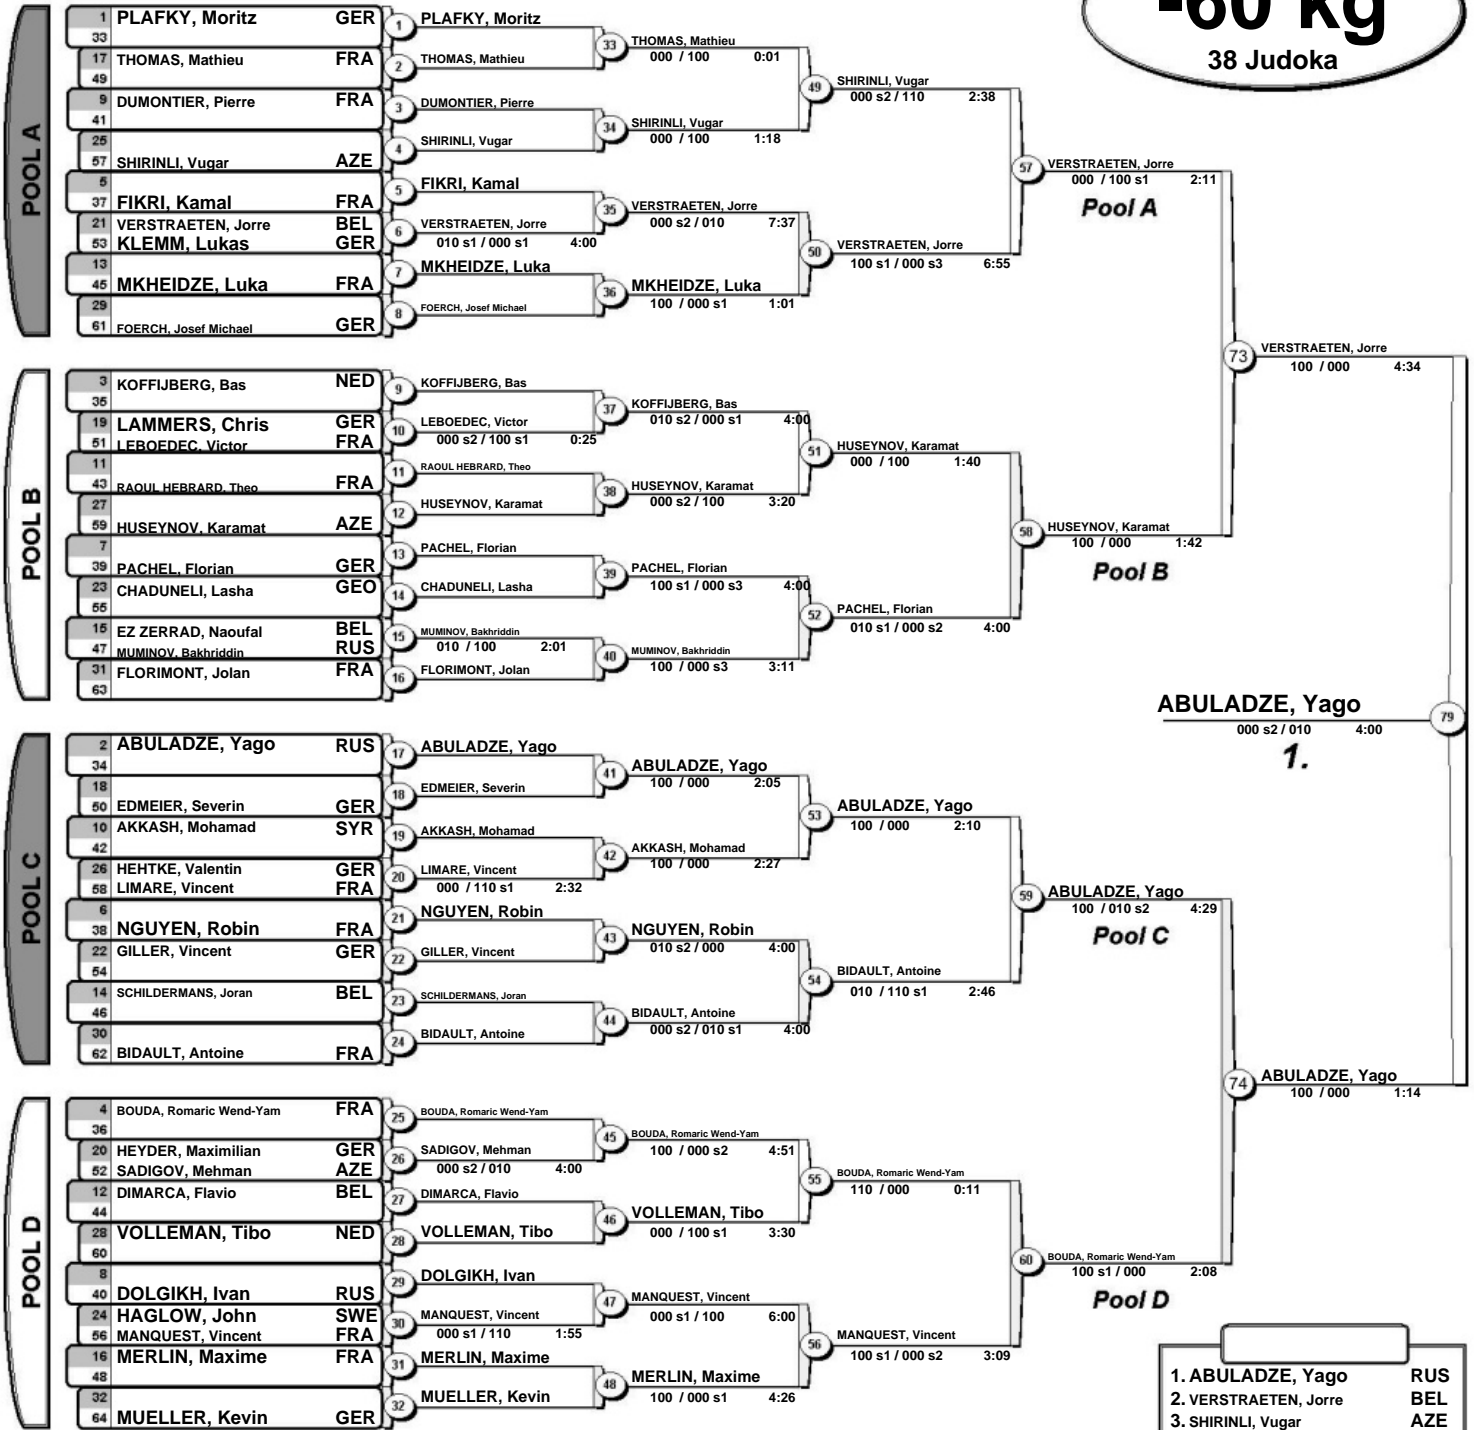 -60 kg
38 Judoka
POOL A
1 PLAFKY, Moritz GER
33
17 THOMAS, Mathieu FRA
49
9 DUMONTIER, Pierre FRA
41
25
57 SHIRINLI, Vugar AZE
5
37 FIKRI, Kamal FRA
21 VERSTRAETEN, Jorre BEL
53 KLEMM, Lukas GER
13
45 MKHEIDZE, Luka FRA
29
61 FOERCH, Josef Michael GER
1 PLAFKY, Moritz
2 THOMAS, Mathieu
3 DUMONTIER, Pierre
4 SHIRINLI, Vugar
5 FIKRI, Kamal
6 VERSTRAETEN, Jorre
010 s1 / 000 s1 4:00
7 MKHEIDZE, Luka
8 FOERCH, Josef Michael
33 THOMAS, Mathieu
000 / 100 0:01
34 SHIRINLI, Vugar
000 / 100 1:18
35 VERSTRAETEN, Jorre
000 s2 / 010 7:37
36 MKHEIDZE, Luka
100 / 000 s1 1:01
49 SHIRINLI, Vugar
000 s2 / 110 2:38
50 VERSTRAETEN, Jorre
100 s1 / 000 s3 6:55
57 VERSTRAETEN, Jorre
000 / 100 s1 2:11
Pool A
POOL B
3 KOFFIJBERG, Bas NED
35
19 LAMMERS, Chris GER
51 LEBOEDEC, Victor FRA
11
43 RAOUL HEBRARD, Theo FRA
27
59 HUSEYNOV, Karamat AZE
7
39 PACHEL, Florian GER
23 CHADUNELI, Lasha GEO
55
15 EZ ZERRAD, Naoufal BEL
47 MUMINOV, Bakhriddin RUS
31 FLORIMONT, Jolan FRA
63
9 KOFFIJBERG, Bas
10 LEBOEDEC, Victor
000 s2 / 100 s1 0:25
11 RAOUL HEBRARD, Theo
12 HUSEYNOV, Karamat
13 PACHEL, Florian
14 CHADUNELI, Lasha
15 MUMINOV, Bakhriddin
010 / 100 2:01
16 FLORIMONT, Jolan
37 KOFFIJBERG, Bas
010 s2 / 000 s1 4:00
38 HUSEYNOV, Karamat
000 s2 / 100 3:20
39 PACHEL, Florian
100 s1 / 000 s3 4:00
40 MUMINOV, Bakhriddin
100 / 000 s3 3:11
51 HUSEYNOV, Karamat
000 / 100 1:40
52 PACHEL, Florian
010 s1 / 000 s2 4:00
58 HUSEYNOV, Karamat
100 / 000 1:42
Pool B
73 VERSTRAETEN, Jorre
100 / 000 4:34
ABULADZE, Yago 79
000 s2 / 010 4:00
1.
POOL C
2 ABULADZE, Yago RUS
34
18
50 EDMEIER, Severin GER
10 AKKASH, Mohamad SYR
42
26 HEHTKE, Valentin GER
58 LIMARE, Vincent FRA
6
38 NGUYEN, Robin FRA
22 GILLER, Vincent GER
54
14 SCHILDERMANS, Joran BEL
46
30
62 BIDAULT, Antoine FRA
17 ABULADZE, Yago
18 EDMEIER, Severin
19 AKKASH, Mohamad
20 LIMARE, Vincent
000 / 110 s1 2:32
21 NGUYEN, Robin
22 GILLER, Vincent
23 SCHILDERMANS, Joran
24 BIDAULT, Antoine
41 ABULADZE, Yago
100 / 000 2:05
42 AKKASH, Mohamad
100 / 000 2:27
43 NGUYEN, Robin
010 s2 / 000 4:00
44 BIDAULT, Antoine
000 s2 / 010 s1 4:00
53 ABULADZE, Yago
100 / 000 2:10
54 BIDAULT, Antoine
010 / 110 s1 2:46
59 ABULADZE, Yago
100 / 010 s2 4:29
Pool C
POOL D
4 BOUDA, Romaric Wend-Yam FRA
36
20 HEYDER, Maximilian GER
52 SADIGOV, Mehman AZE
12 DIMARCA, Flavio BEL
44
28 VOLLEMAN, Tibo NED
60
8
40 DOLGIKH, Ivan RUS
24 HAGLOW, John SWE
56 MANQUEST, Vincent FRA
16 MERLIN, Maxime FRA
48
32
64 MUELLER, Kevin GER
25 BOUDA, Romaric Wend-Yam
26 SADIGOV, Mehman
000 s2 / 010 4:00
27 DIMARCA, Flavio
28 VOLLEMAN, Tibo
29 DOLGIKH, Ivan
30 MANQUEST, Vincent
000 s1 / 110 1:55
31 MERLIN, Maxime
32 MUELLER, Kevin
45 BOUDA, Romaric Wend-Yam
100 / 000 s2 4:51
46 VOLLEMAN, Tibo
000 / 100 s1 3:30
47 MANQUEST, Vincent
000 s1 / 100 6:00
48 MERLIN, Maxime
100 / 000 s1 4:26
55 BOUDA, Romaric Wend-Yam
110 / 000 0:11
56 MANQUEST, Vincent
100 s1 / 000 s2 3:09
60 BOUDA, Romaric Wend-Yam
100 s1 / 000 2:08
Pool D
74 ABULADZE, Yago
100 / 000 1:14
1. ABULADZE, Yago RUS
2. VERSTRAETEN, Jorre BEL
3. SHIRINLI, Vugar AZE